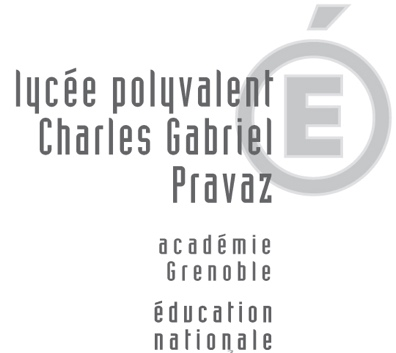 lycée polyvalent
Charles Gabriel
Pravaz
É
académie
Grenoble
éducation
nationale